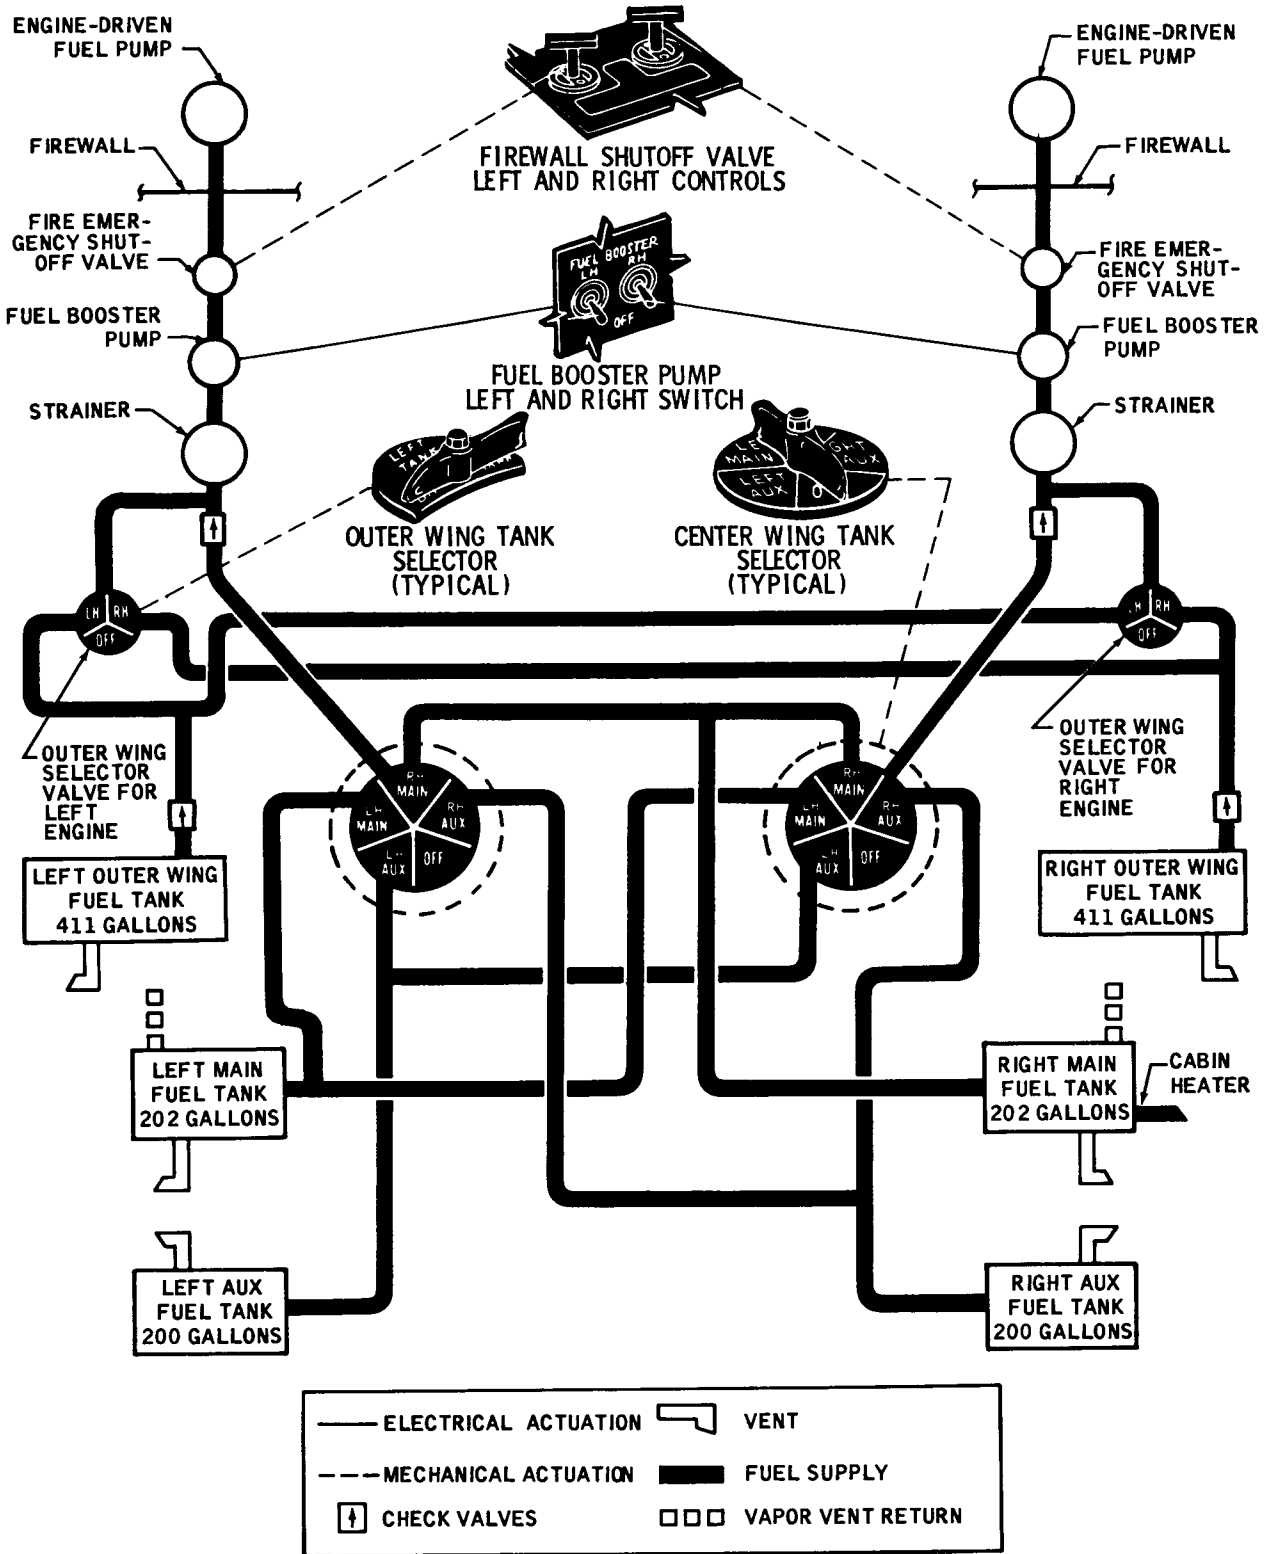 ENGINE-DRIVEN
FUEL PUMP
ENGINE-DRIVEN
FUEL PUMP
FIREWALL
FIREWALL
FIREWALL SHUTOFF VALVE
LEFT AND RIGHT CONTROLS
FIRE EMER-
GENCY SHUT-
OFF VALVE
FIRE EMER-
GENCY SHUT-
OFF VALVE
FUEL BOOSTER
LH RH
OFF
FUEL BOOSTER
PUMP
FUEL BOOSTER
PUMP
FUEL BOOSTER PUMP
LEFT AND RIGHT SWITCH
STRAINER
STRAINER
LEFT
TANK
MAIN
LEFT
AUX
AUX
OUTER WING TANK
SELECTOR
(TYPICAL)
CENTER WING TANK
SELECTOR
(TYPICAL)
LH RH
OFF
LH RH
OFF
OUTER WING
SELECTOR
VALVE FOR
LEFT
ENGINE
OUTER WING
SELECTOR
VALVE FOR
RIGHT
ENGINE
RH
MAIN
LH
MAIN
RH
AUX
LH
AUX
OFF
RH
MAIN
LH
MAIN
RH
AUX
LH
AUX
OFF
LEFT OUTER WING
FUEL TANK
411 GALLONS
RIGHT OUTER WING
FUEL TANK
411 GALLONS
LEFT MAIN
FUEL TANK
202 GALLONS
RIGHT MAIN
FUEL TANK
202 GALLONS
CABIN
HEATER
LEFT AUX
FUEL TANK
200 GALLONS
RIGHT AUX
FUEL TANK
200 GALLONS
ELECTRICAL ACTUATION
VENT
MECHANICAL ACTUATION
FUEL SUPPLY
CHECK VALVES
VAPOR VENT RETURN